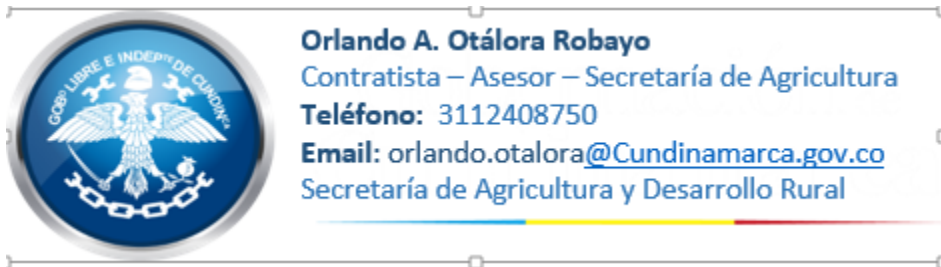 GOBº LIBRE E INDEPTE DE CUNDINCA
Orlando A. Otálora Robayo
Contratista – Asesor – Secretaría de Agricultura
Teléfono: 3112408750
Email: orlando.otalora@Cundinamarca.gov.co
Secretaría de Agricultura y Desarrollo Rural